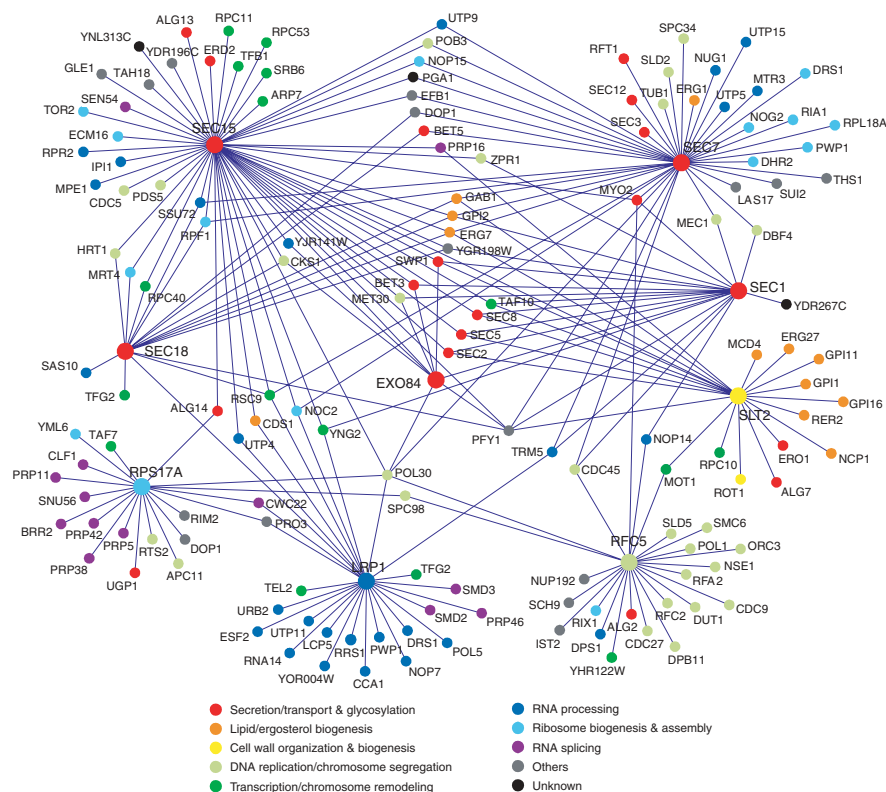 ALG13
RPC11
UTP9
SPC34
YNL313C
RPC53
POB3
UTP15
YDR196C
ERD2
TFB1
NOP15
RFT1
SLD2
NUG1
GLE1
TAH18
SRB6
PGA1
MTR3
DRS1
SEN54
ARP7
EFB1
SEC12
TUB1
ERG1
UTP5
TOR2
DOP1
SEC3
NOG2
RIA1
RPL18A
SEC15
BET5
ECM16
PRP16
SEC7
PWP1
RPR2
IPI1
ZPR1
DHR2
THS1
MPE1
CDC5
PDS5
MYO2
LAS17
SUI2
SSU72
GAB1
RPF1
GPI2
MEC1
DBF4
HRT1
YJR141W
ERG7
MRT4
CKS1
SWP1
YGR198W
RPC40
BET3
SEC1
MET30
TAF10
YDR267C
SEC8
SEC18
SEC5
MCD4
ERG27
SEC2
GPI11
SAS10
EXO84
GPI1
TFG2
RSC9
SLT2
GPI16
ALG14
NOC2
RER2
CDS1
YML6
UTP4
YNG2
PFY1
NOP14
TAF7
TRM5
RPC10
ERO1
NCP1
CLF1
RPS17A
POL30
CDC45
MOT1
PRP11
ROT1
ALG7
SNU56
CWC22
SPC98
BRR2
PRP42
RIM2
PRO3
SLD5
SMC6
PRP5
DOP1
RFC5
POL1
ORC3
RTS2
PRP38
UGP1
APC11
LRP1
TFG2
NUP192
NSE1
TEL2
SMD3
RFA2
URB2
SCH9
RFC2
CDC9
ESF2
UTP11
SMD2
PRP46
RIX1
ALG2
DUT1
LCP5
RRS1
PWP1
DRS1
IST2
CDC27
RNA14
POL5
DPS1
DPB11
YOR004W
NOP7
YHR122W
CCA1
Secretion/transport & glycosylation
Lipid/ergosterol biogenesis
Cell wall organization & biogenesis
DNA replication/chromosome segregation
Transcription/chromosome remodeling
RNA processing
Ribosome biogenesis & assembly
RNA splicing
Others
Unknown